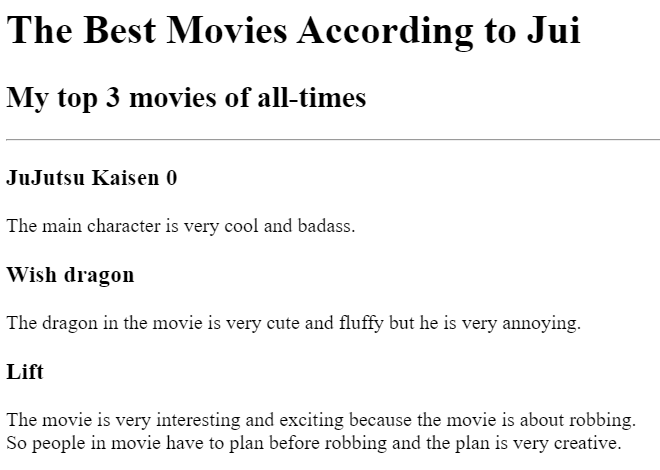 The Best Movies According to Jui
My top 3 movies of all-times
JuJutsu Kaisen 0
The main character is very cool and badass.
Wish dragon
The dragon in the movie is very cute and fluffy but he is very annoying.
Lift
The movie is very interesting and exciting because the movie is about robbing.
So people in movie have to plan before robbing and the plan is very creative.